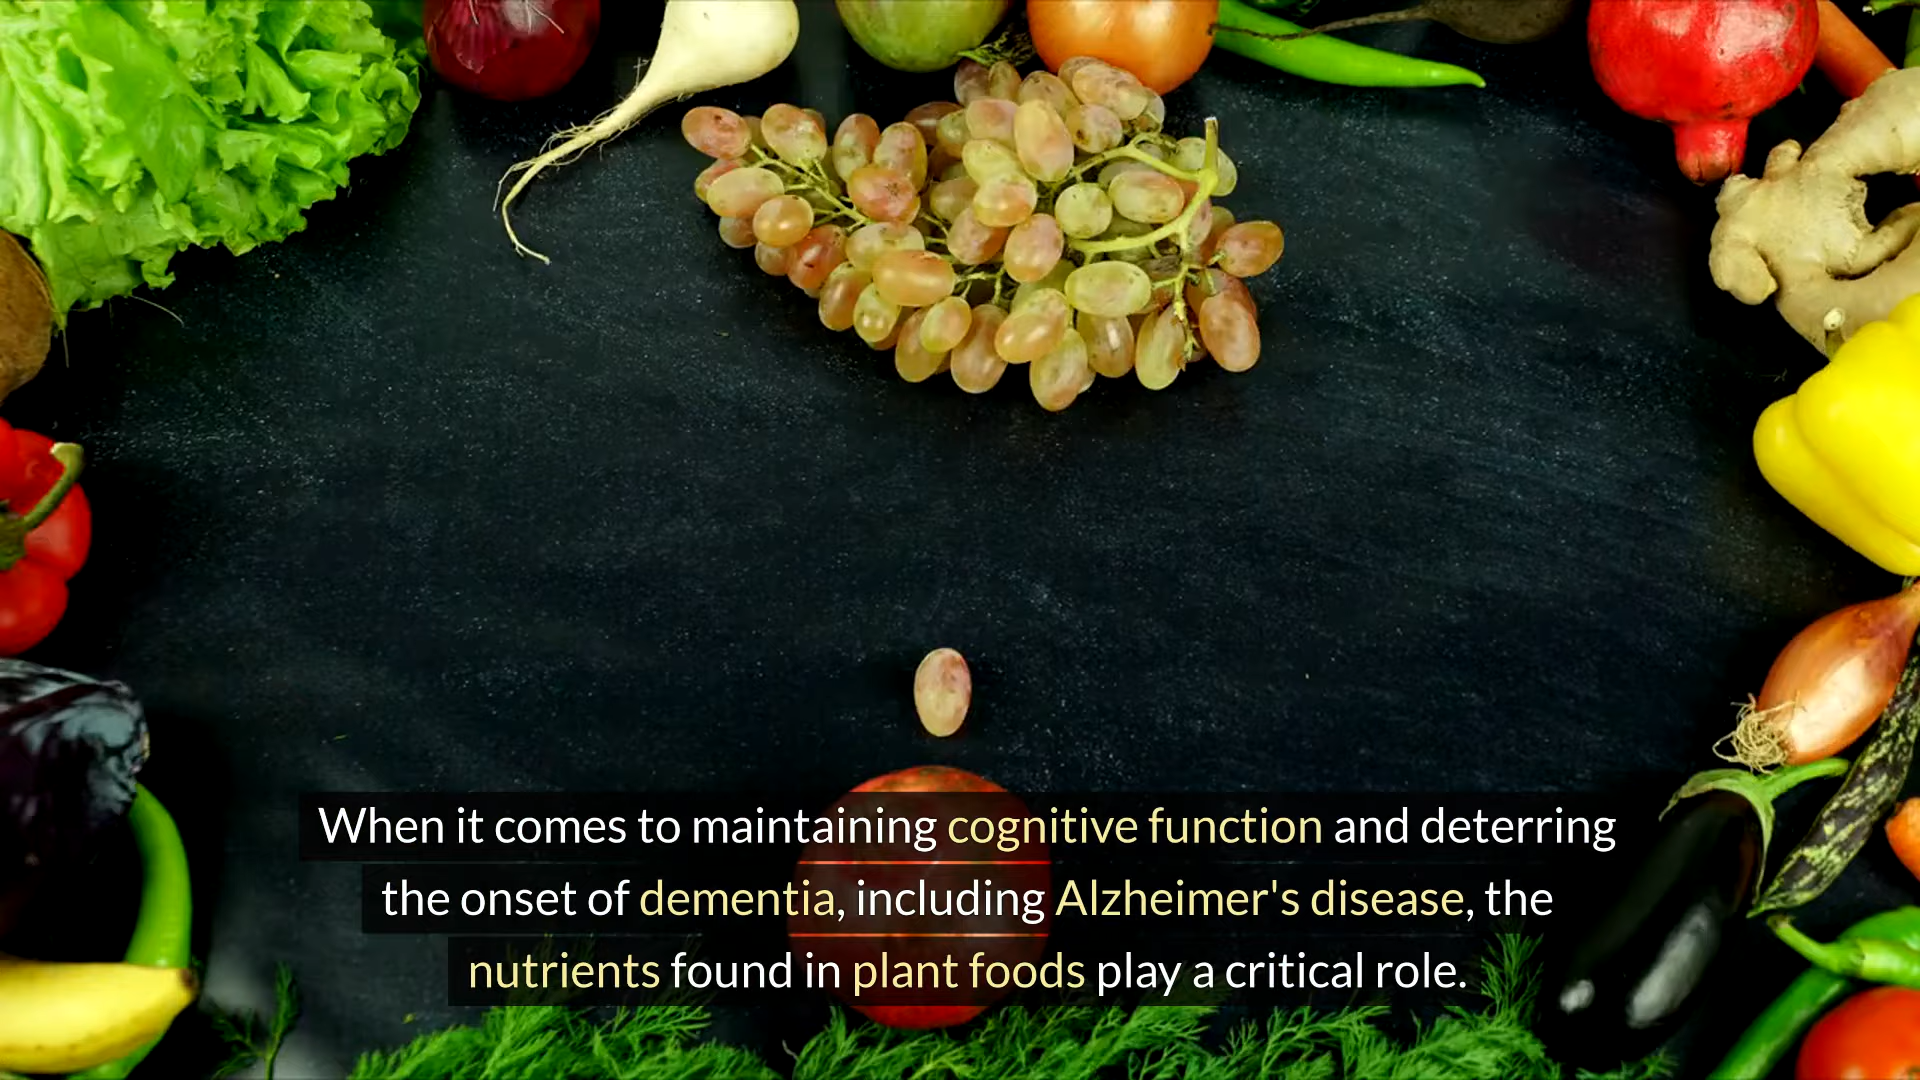 When it comes to maintaining cognitive function and deterring
the onset of dementia, including Alzheimer's disease, the
nutrients found in plant foods play a critical role.